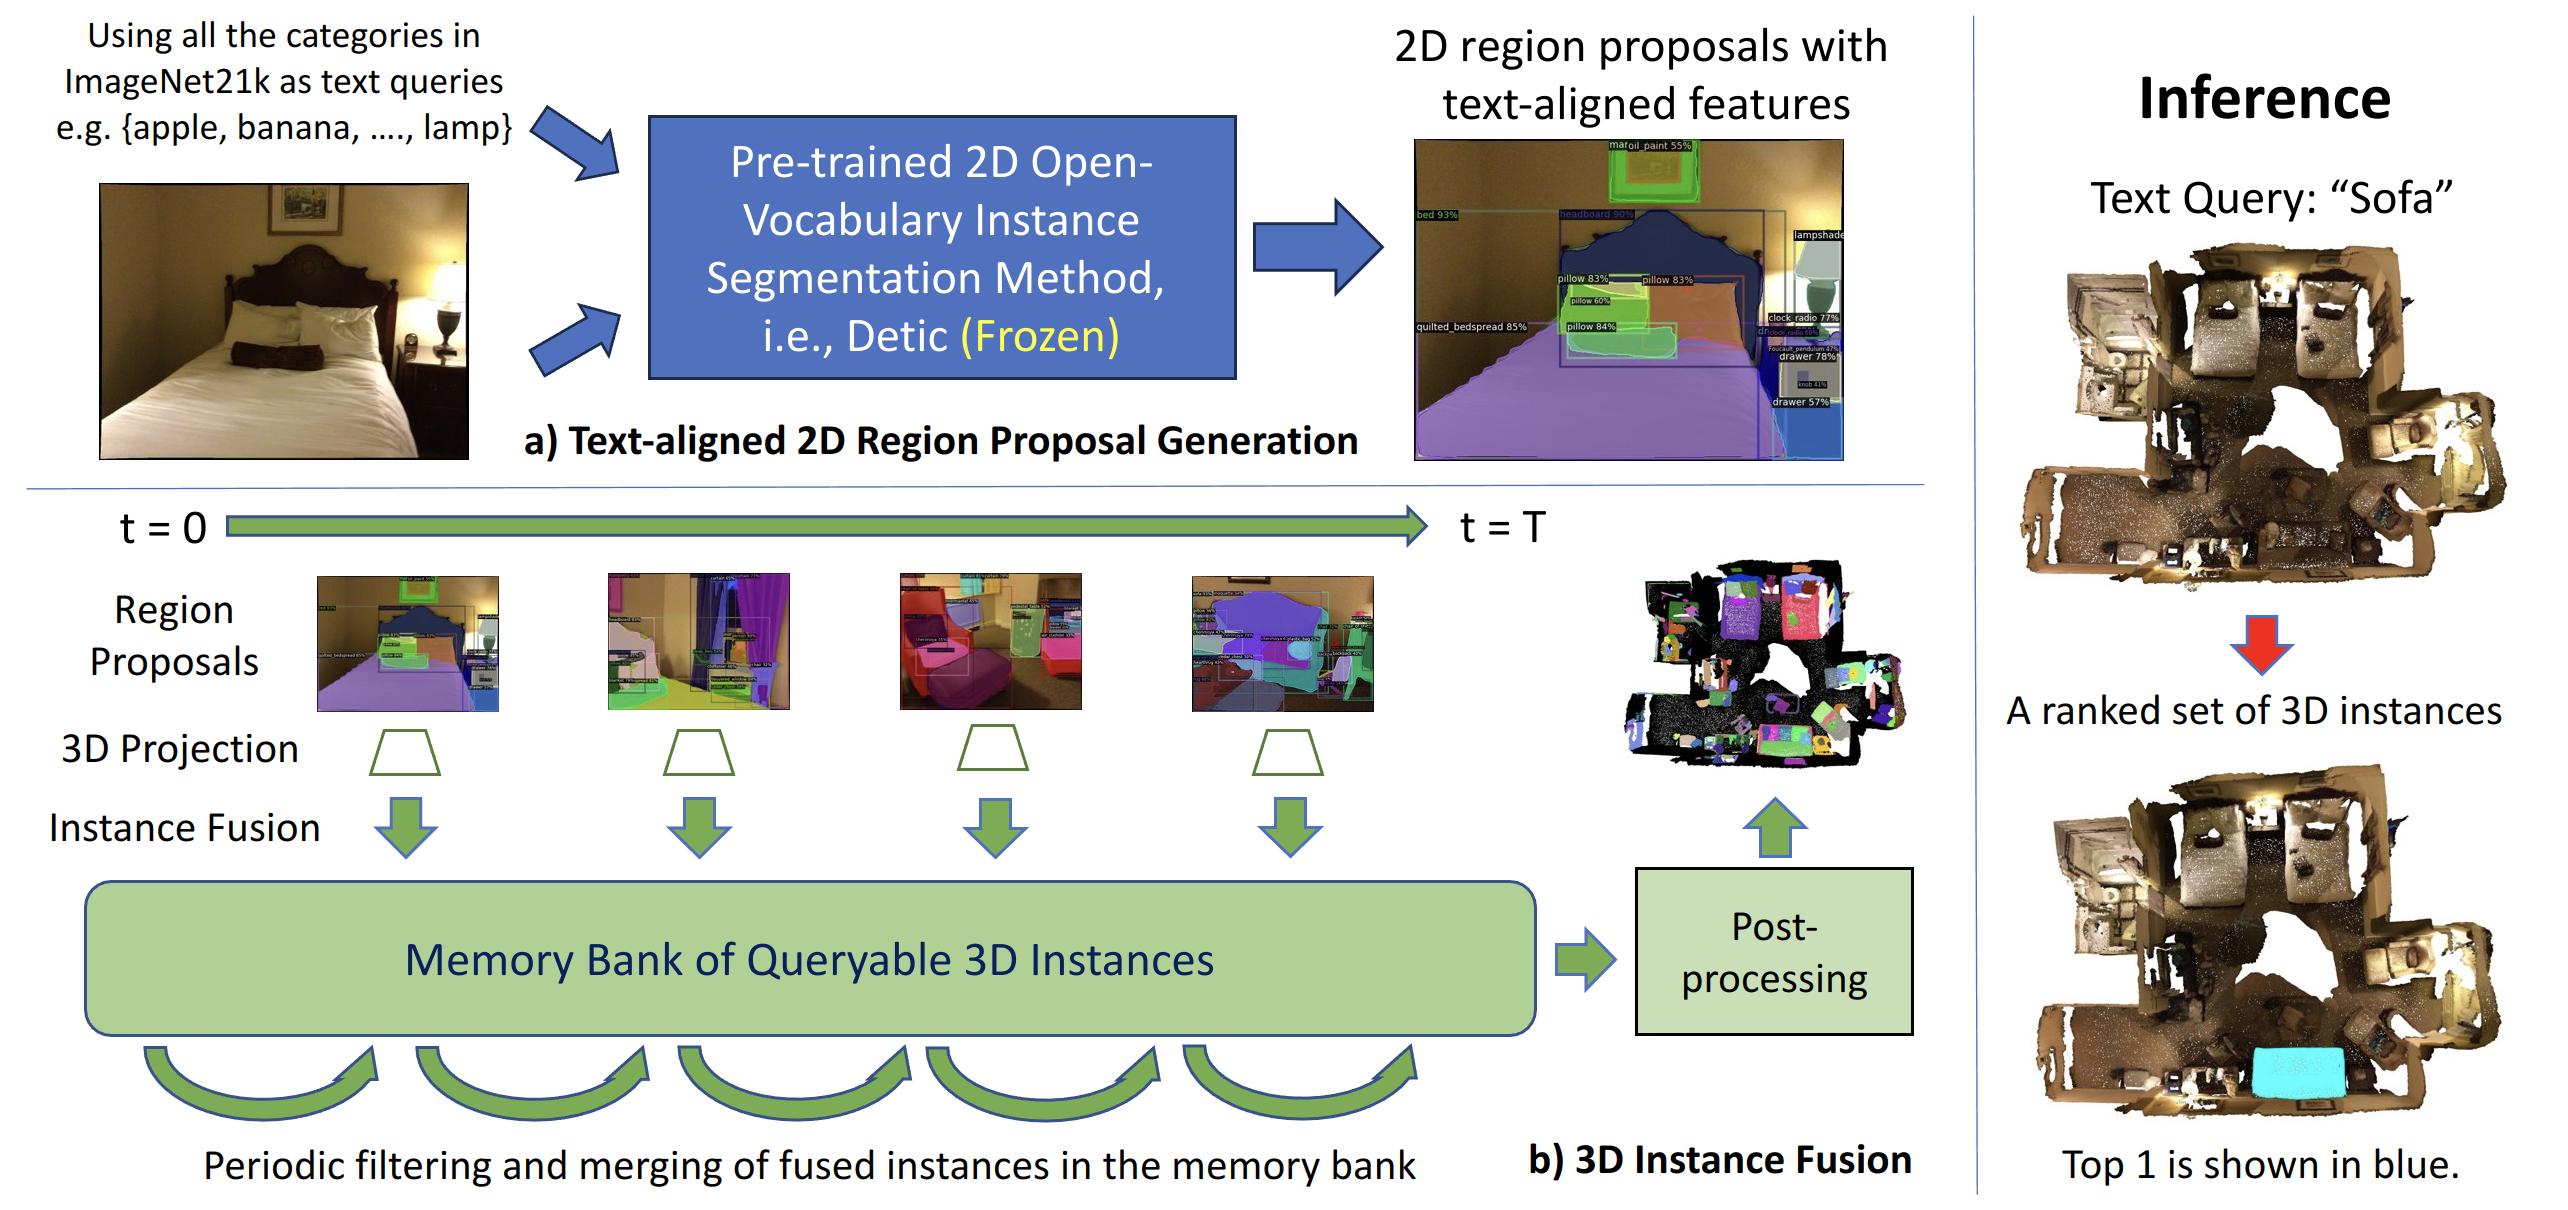 Using all the categories in
ImageNet21k as text queries
e.g. {apple, banana, …., lamp}
Pre-trained 2D Open-
Vocabulary Instance
Segmentation Method,
i.e., Detic (Frozen)
2D region proposals with
text-aligned features
oil_paint 55%
bed 93%
headboard 90%
lampshade
pillow 83%
pillow 83%
pillow 60%
clock_radio 77%
quilted_bedspread 85%
pillow 84%
Foucault_pendulum 47%
drawer 78%
knob 41%
drawer 57%
a) Text-aligned 2D Region Proposal Generation
t = 0
t = T
Region
Proposals
3D Projection
Instance Fusion
Memory Bank of Queryable 3D Instances
Post-
processing
Periodic filtering and merging of fused instances in the memory bank
b) 3D Instance Fusion
Inference
Text Query: “Sofa”
A ranked set of 3D instances
Top 1 is shown in blue.